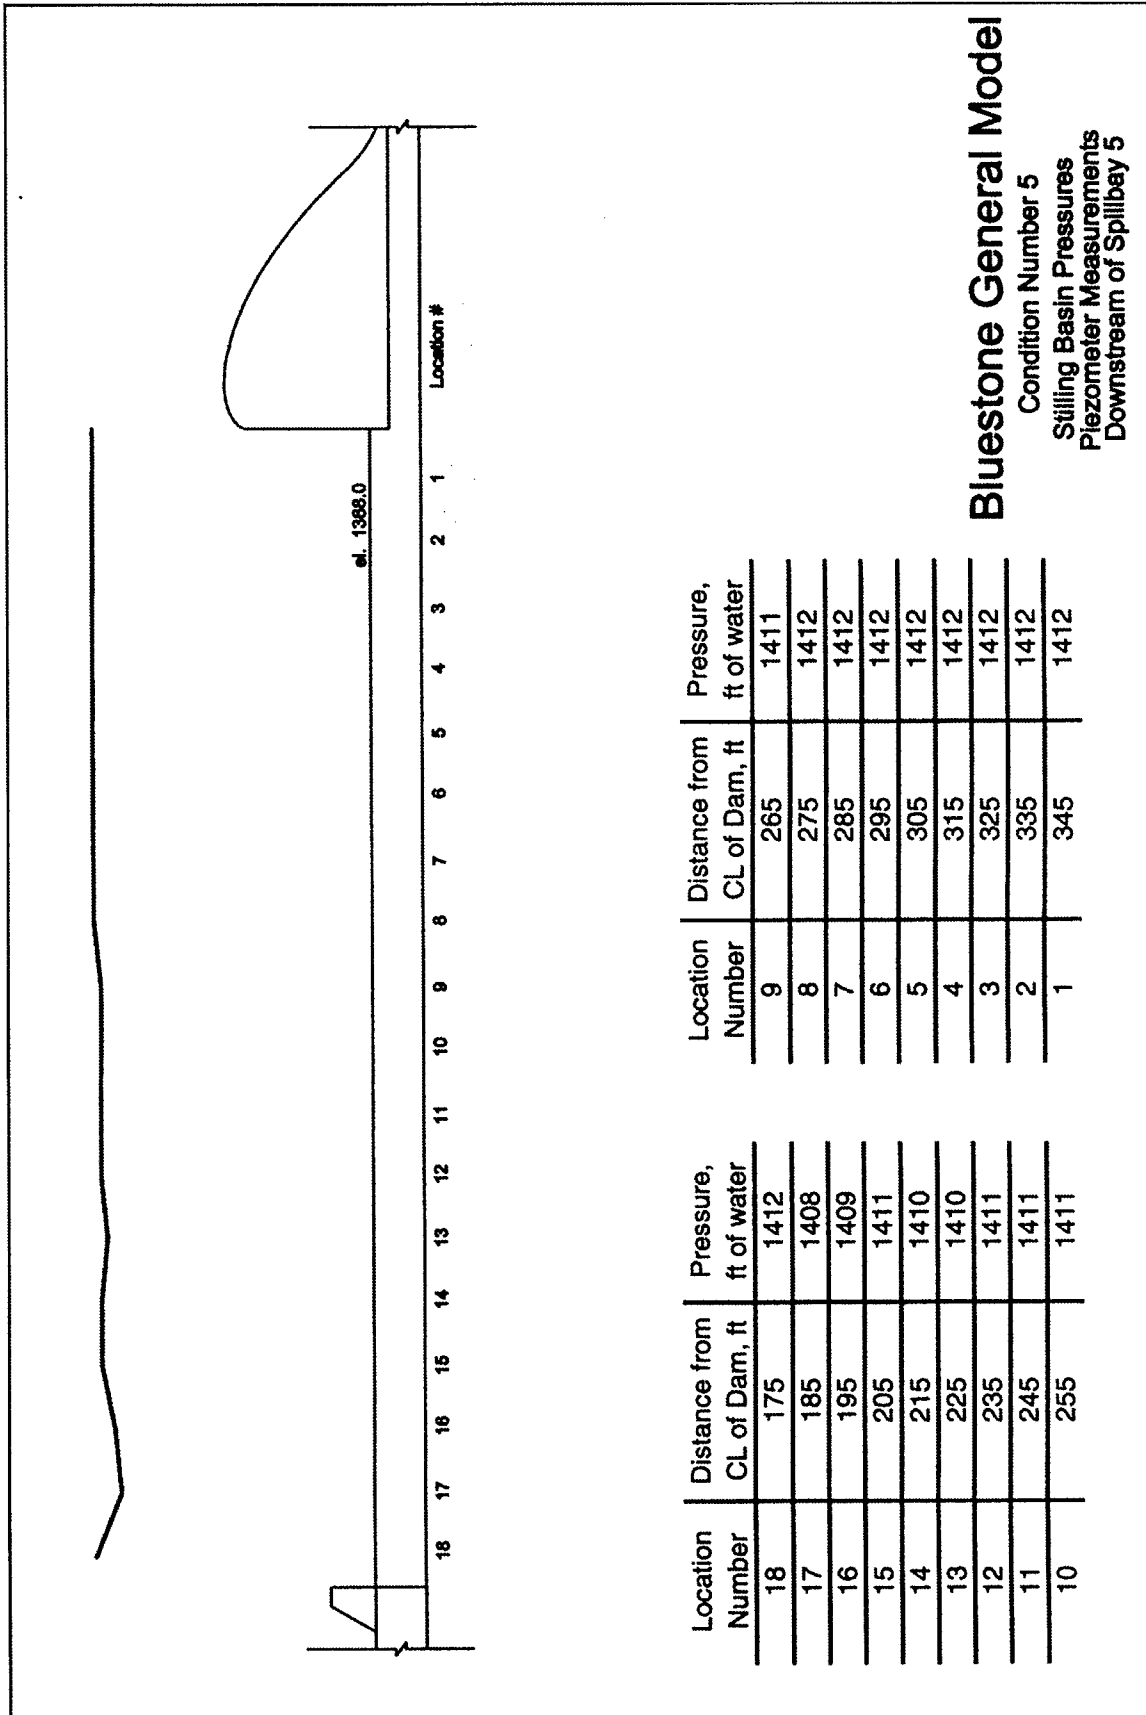 el. 1368.0
18 17 16 15 14 13 12 11 10 9 8 7 6 5 4 3 2 1 Location #
Location Distance from Pressure,
Number CL of Dam, ft ft of water
18 175 1412
17 185 1408
16 195 1409
15 205 1411
14 215 1410
13 225 1410
12 235 1411
11 245 1411
10 255 1411
Location Distance from Pressure,
Number CL of Dam, ft ft of water
9 265 1411
8 275 1412
7 285 1412
6 295 1412
5 305 1412
4 315 1412
3 325 1412
2 335 1412
1 345 1412
Bluestone General Model
Condition Number 5
Stilling Basin Pressures
Piezometer Measurements
Downstream of Spillbay 5